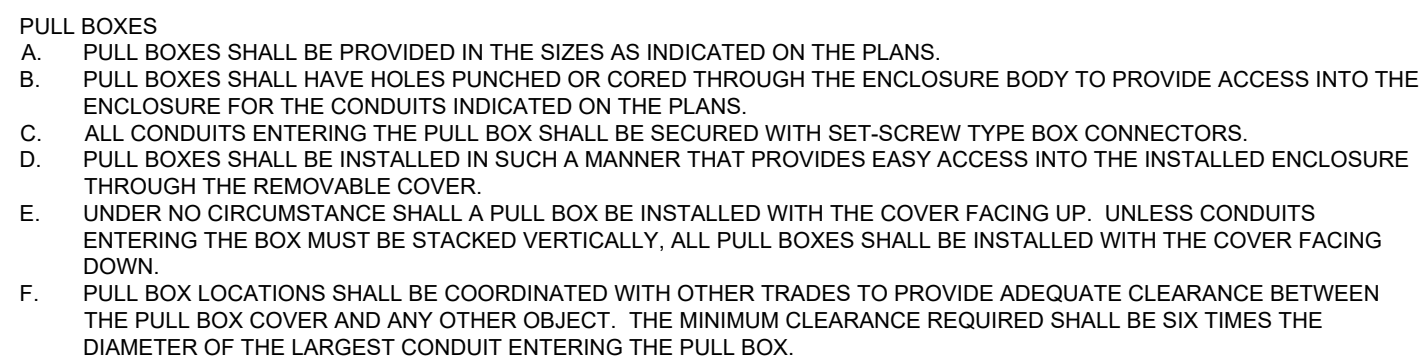 PULL BOXES
A. PULL BOXES SHALL BE PROVIDED IN THE SIZES AS INDICATED ON THE PLANS.
B. PULL BOXES SHALL HAVE HOLES PUNCHED OR CORED THROUGH THE ENCLOSURE BODY TO PROVIDE ACCESS INTO THE
ENCLOSURE FOR THE CONDUITS INDICATED ON THE PLANS.
C. ALL CONDUITS ENTERING THE PULL BOX SHALL BE SECURED WITH SET-SCREW TYPE BOX CONNECTORS.
D. PULL BOXES SHALL BE INSTALLED IN SUCH A MANNER THAT PROVIDES EASY ACCESS INTO THE INSTALLED ENCLOSURE
THROUGH THE REMOVABLE COVER.
E. UNDER NO CIRCUMSTANCE SHALL A PULL BOX BE INSTALLED WITH THE COVER FACING UP. UNLESS CONDUITS
ENTERING THE BOX MUST BE STACKED VERTICALLY, ALL PULL BOXES SHALL BE INSTALLED WITH THE COVER FACING
DOWN.
F. PULL BOX LOCATIONS SHALL BE COORDINATED WITH OTHER TRADES TO PROVIDE ADEQUATE CLEARANCE BETWEEN
THE PULL BOX COVER AND ANY OTHER OBJECT. THE MINIMUM CLEARANCE REQUIRED SHALL BE SIX TIMES THE
DIAMETER OF THE LARGEST CONDUIT ENTERING THE PULL BOX.